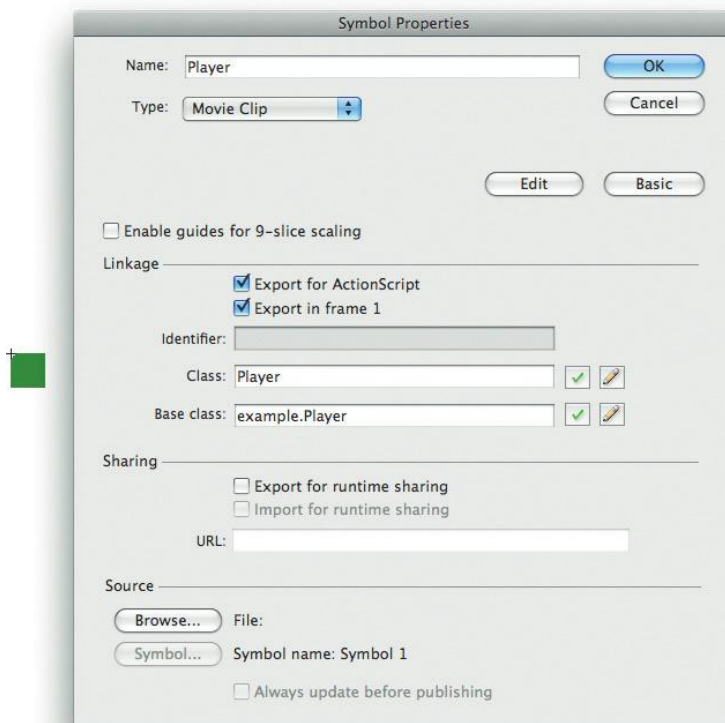 Symbol Properties
Name: Player
OK
Type: Movie Clip
Cancel
Edit
Basic
Enable guides for 9-slice scaling
Linkage
Export for ActionScript
Export in frame 1
Identifier:
Class: Player
Base class: example.Player
Sharing
Export for runtime sharing
Import for runtime sharing
URL:
Source
Browse... File:
Symbol... Symbol name: Symbol 1
Always update before publishing